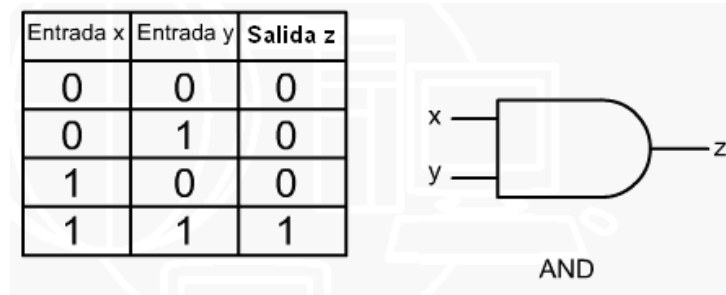 Entrada x Entrada y Salida z
0 0 0
0 1 0
1 0 0
1 1 1
x
y
z
AND